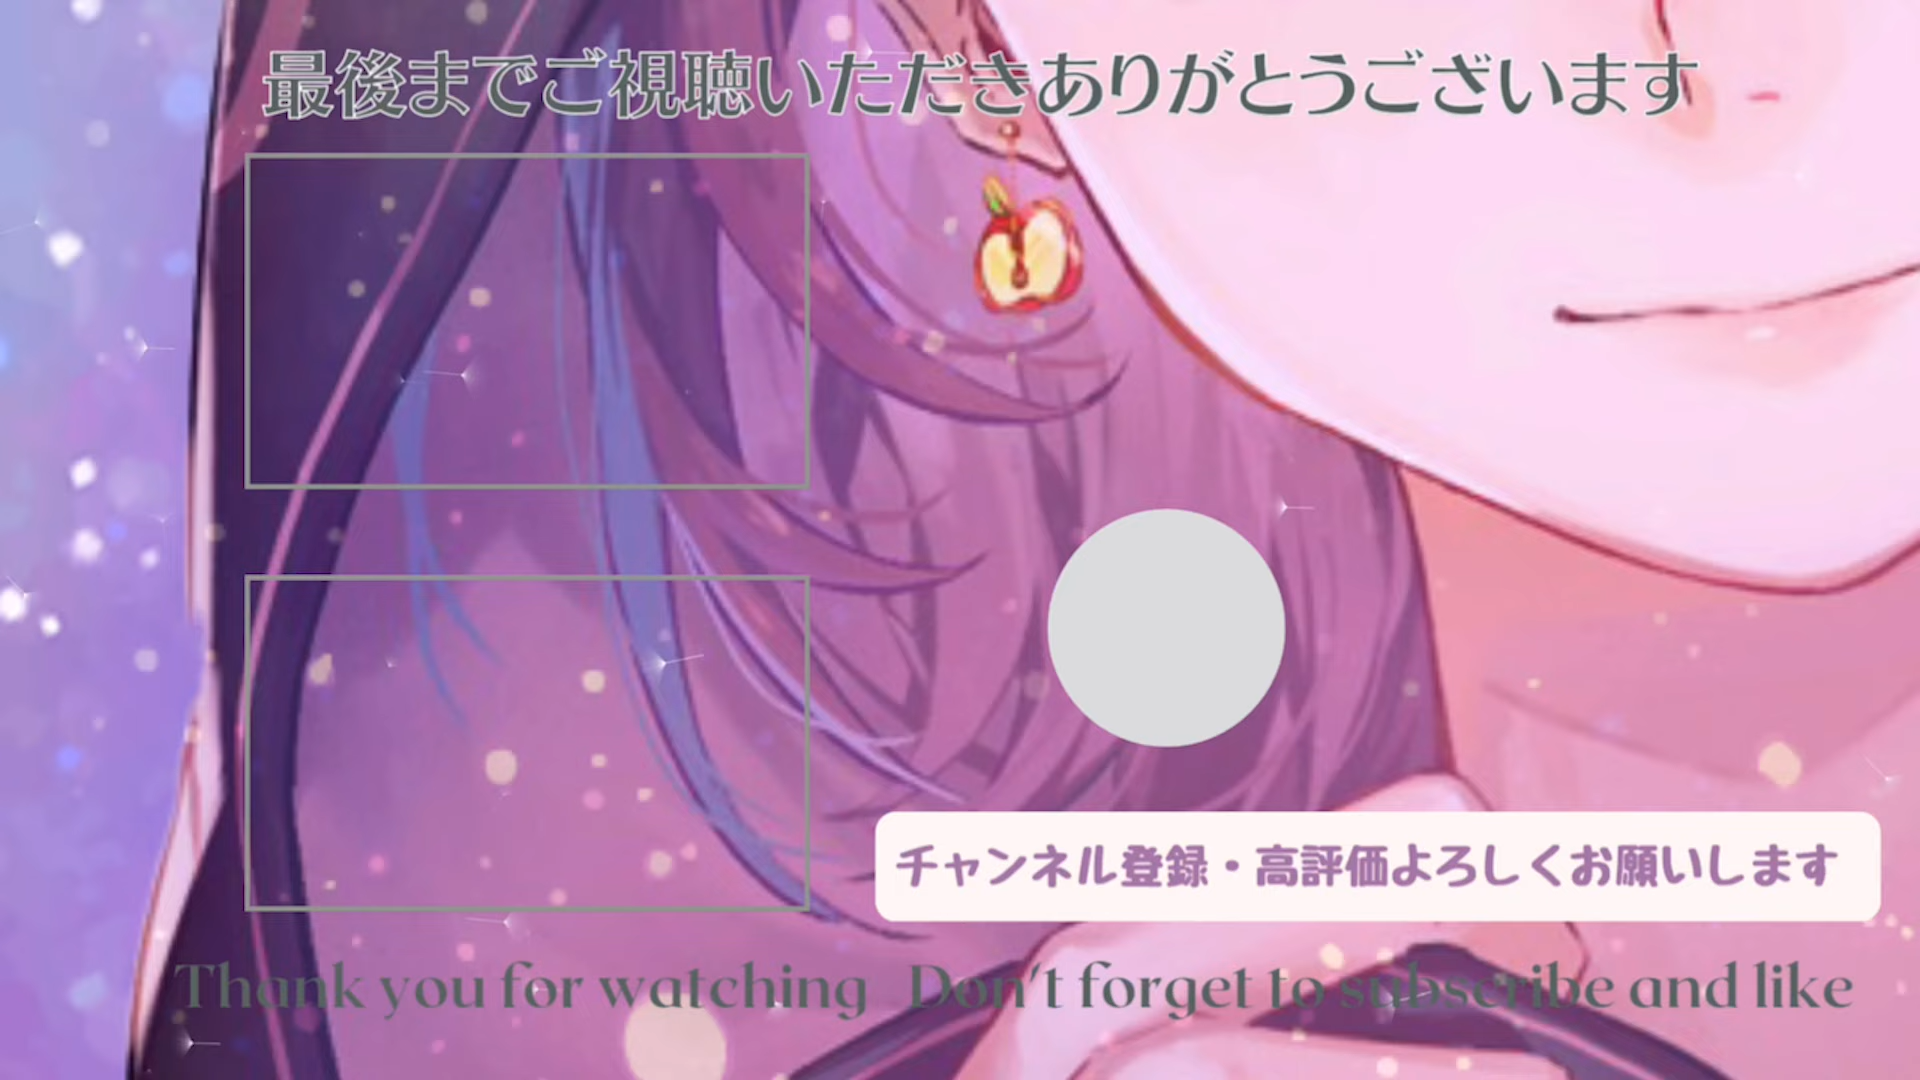 最後までご視聴いただきありがとうございます
チャンネル登録・高評価よろしくお願いします
Thank you for watching Don't forget to subscribe and like